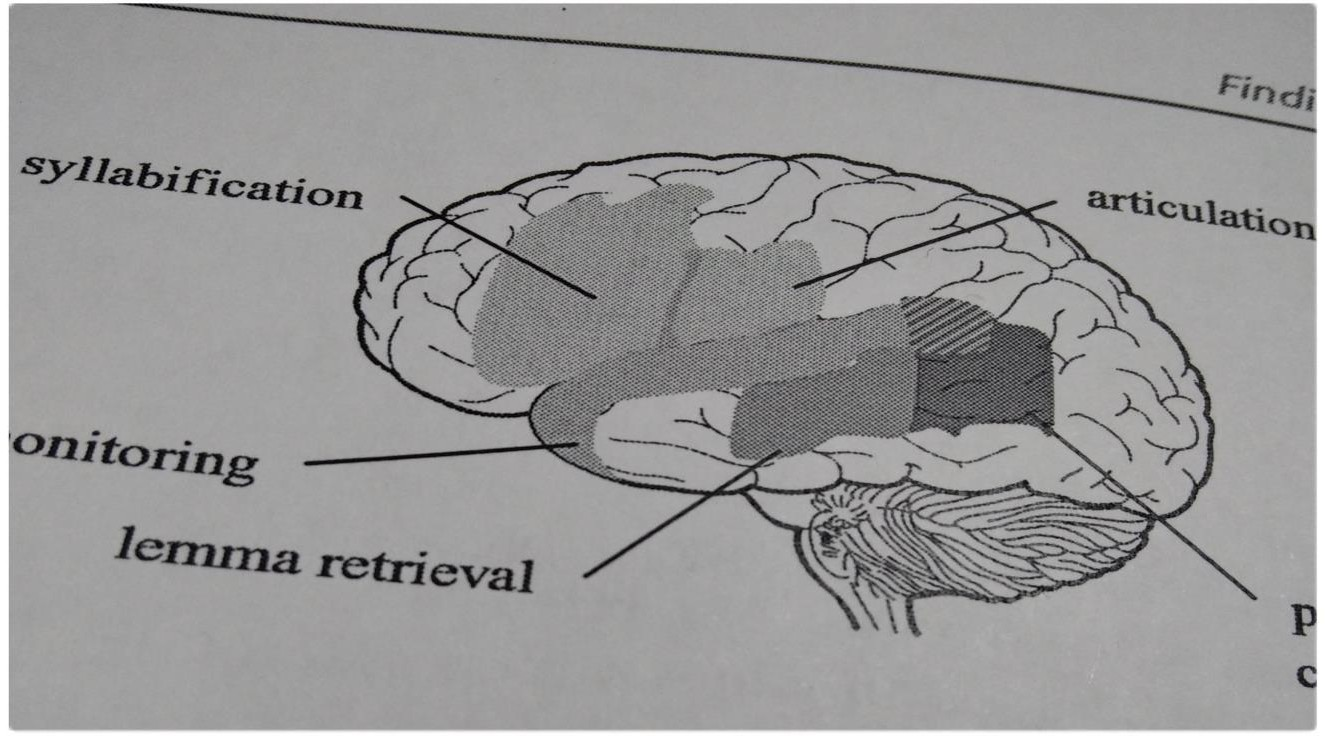 Findi
syllabification
articulation
onitoring
lemma retrieval
p
c